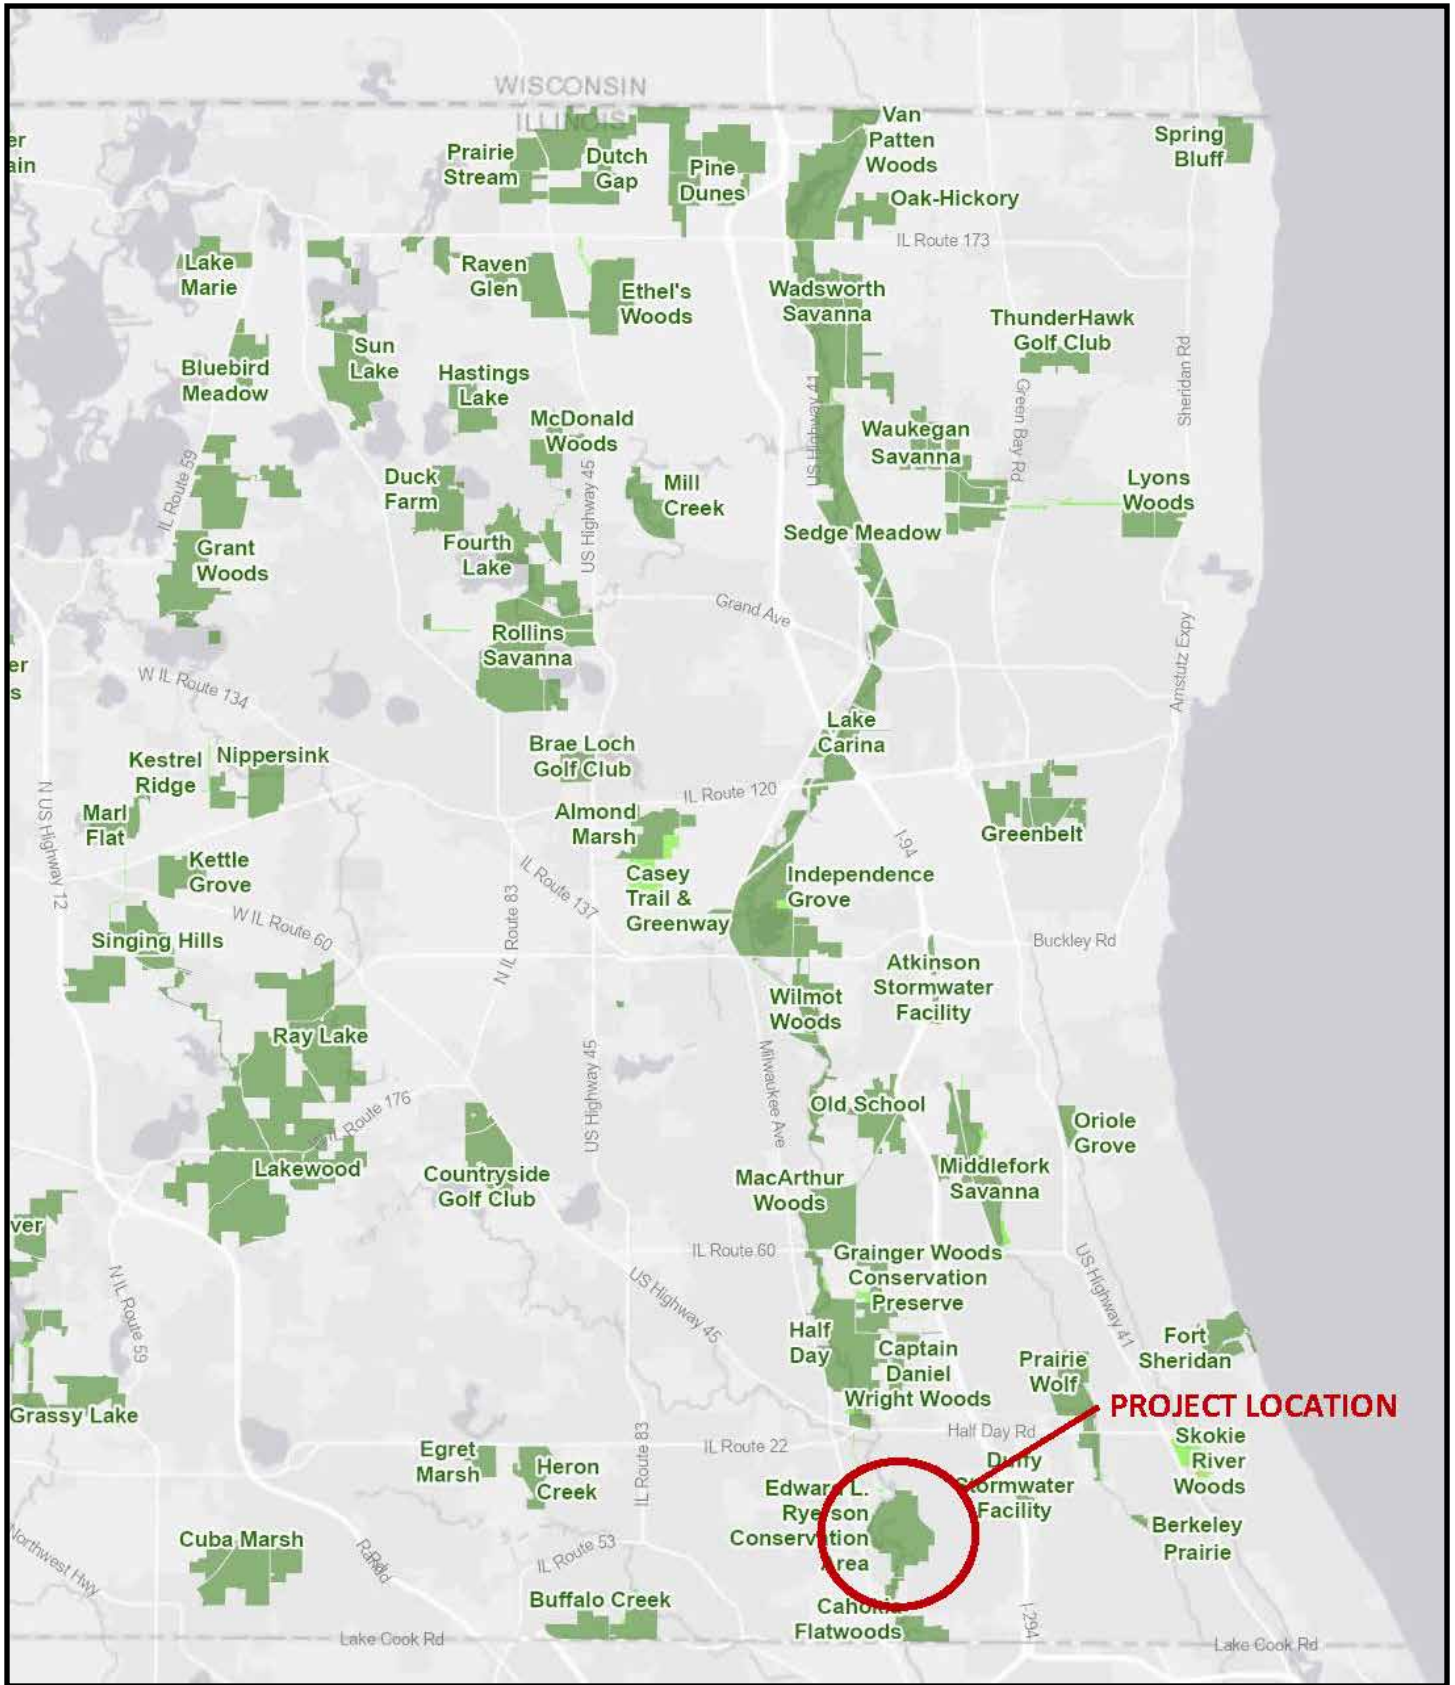 WISCONSIN
ILLINOIS
Van
Patten
Woods
Spring
Bluff
er
ain
Prairie
Stream
Dutch
Gap
Pine
Dunes
Oak-Hickory
IL Route 173
Lake
Marie
Raven
Glen
Ethel's
Woods
Wadsworth
Savanna
ThunderHawk
Golf Club
Sun
Lake
Bluebird
Meadow
Hastings
Lake
McDonald
Woods
US Highway 41
Green Bay Rd
Sheridan Rd
Waukegan
Savanna
IL Route 59
Duck
Farm
US Highway 45
Mill
Creek
Lyons
Woods
Sedge Meadow
Grant
Woods
Fourth
Lake
Grand Ave
Rollins
Savanna
er
s
W IL Route 134
Amstutz Expy
Lake
Carina
Brae Loch
Golf Club
Kestrel
Ridge
Nippersink
IL Route 120
Marl
Flat
N US Highway 12
Almond
Marsh
Greenbelt
I-94
Kettle
Grove
Casey
Trail &
Greenway
Independence
Grove
IL Route 137
N IL Route 83
W IL Route 60
Singing Hills
Buckley Rd
Atkinson
Stormwater
Facility
Wilmot
Woods
Ray Lake
US Highway 45
Milwaukee Ave
W IL Route 176
Old School
Oriole
Grove
Lakewood
Countryside
Golf Club
MacArthur
Woods
Middlefork
Savanna
ver
IL Route 60
Grainger Woods
Conservation
Preserve
US Highway 45
US Highway 41
N IL Route 59
Half
Day
Captain
Daniel
Wright Woods
Fort
Sheridan
Prairie
Wolf
PROJECT LOCATION
Grassy Lake
Half Day Rd
IL Route 22
IL Route 83
Egret
Marsh
Heron
Creek
Skokie
River
Woods
Duffy
Stormwater
Facility
Edward L.
Ryerson
Conservation
Area
Berkeley
Prairie
Cuba Marsh
Northwest Hwy
Rand Rd
IL Route 53
Buffalo Creek
Cahokia
Flatwoods
I-294
Lake Cook Rd
Lake Cook Rd